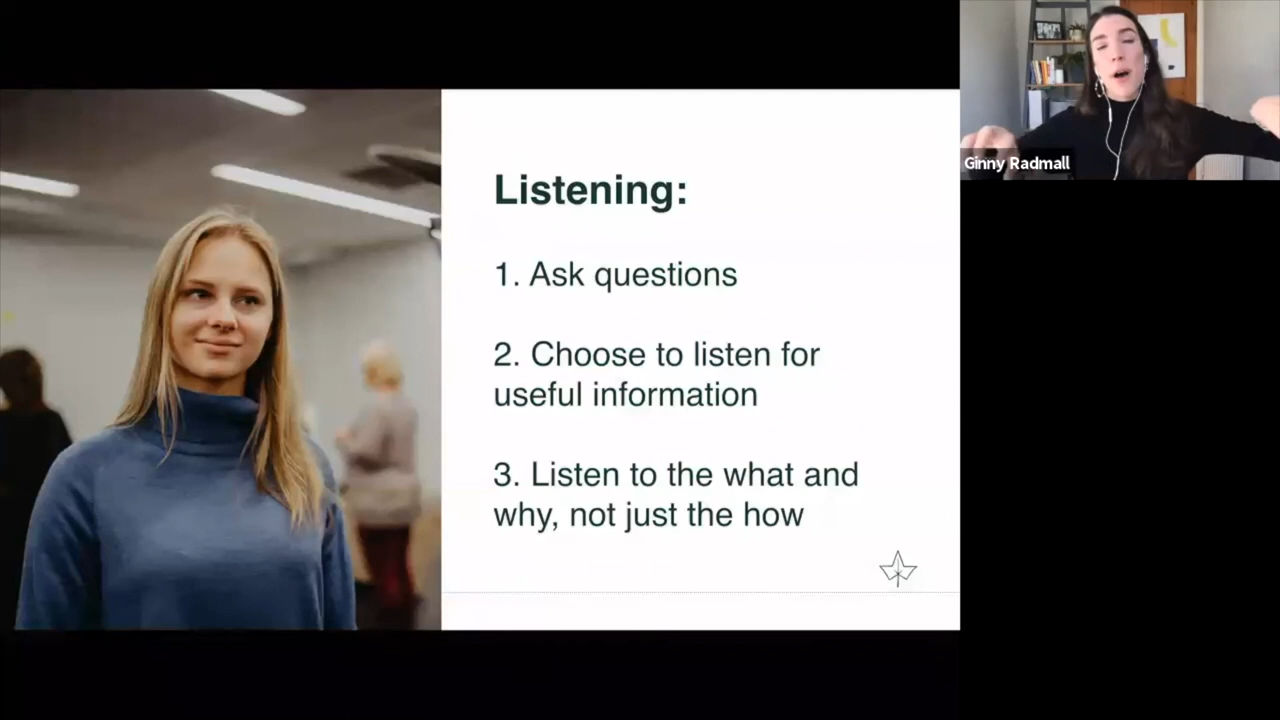 Listening:
1. Ask questions
2. Choose to listen for
useful information
3. Listen to the what and
why, not just the how
Ginny Radmall